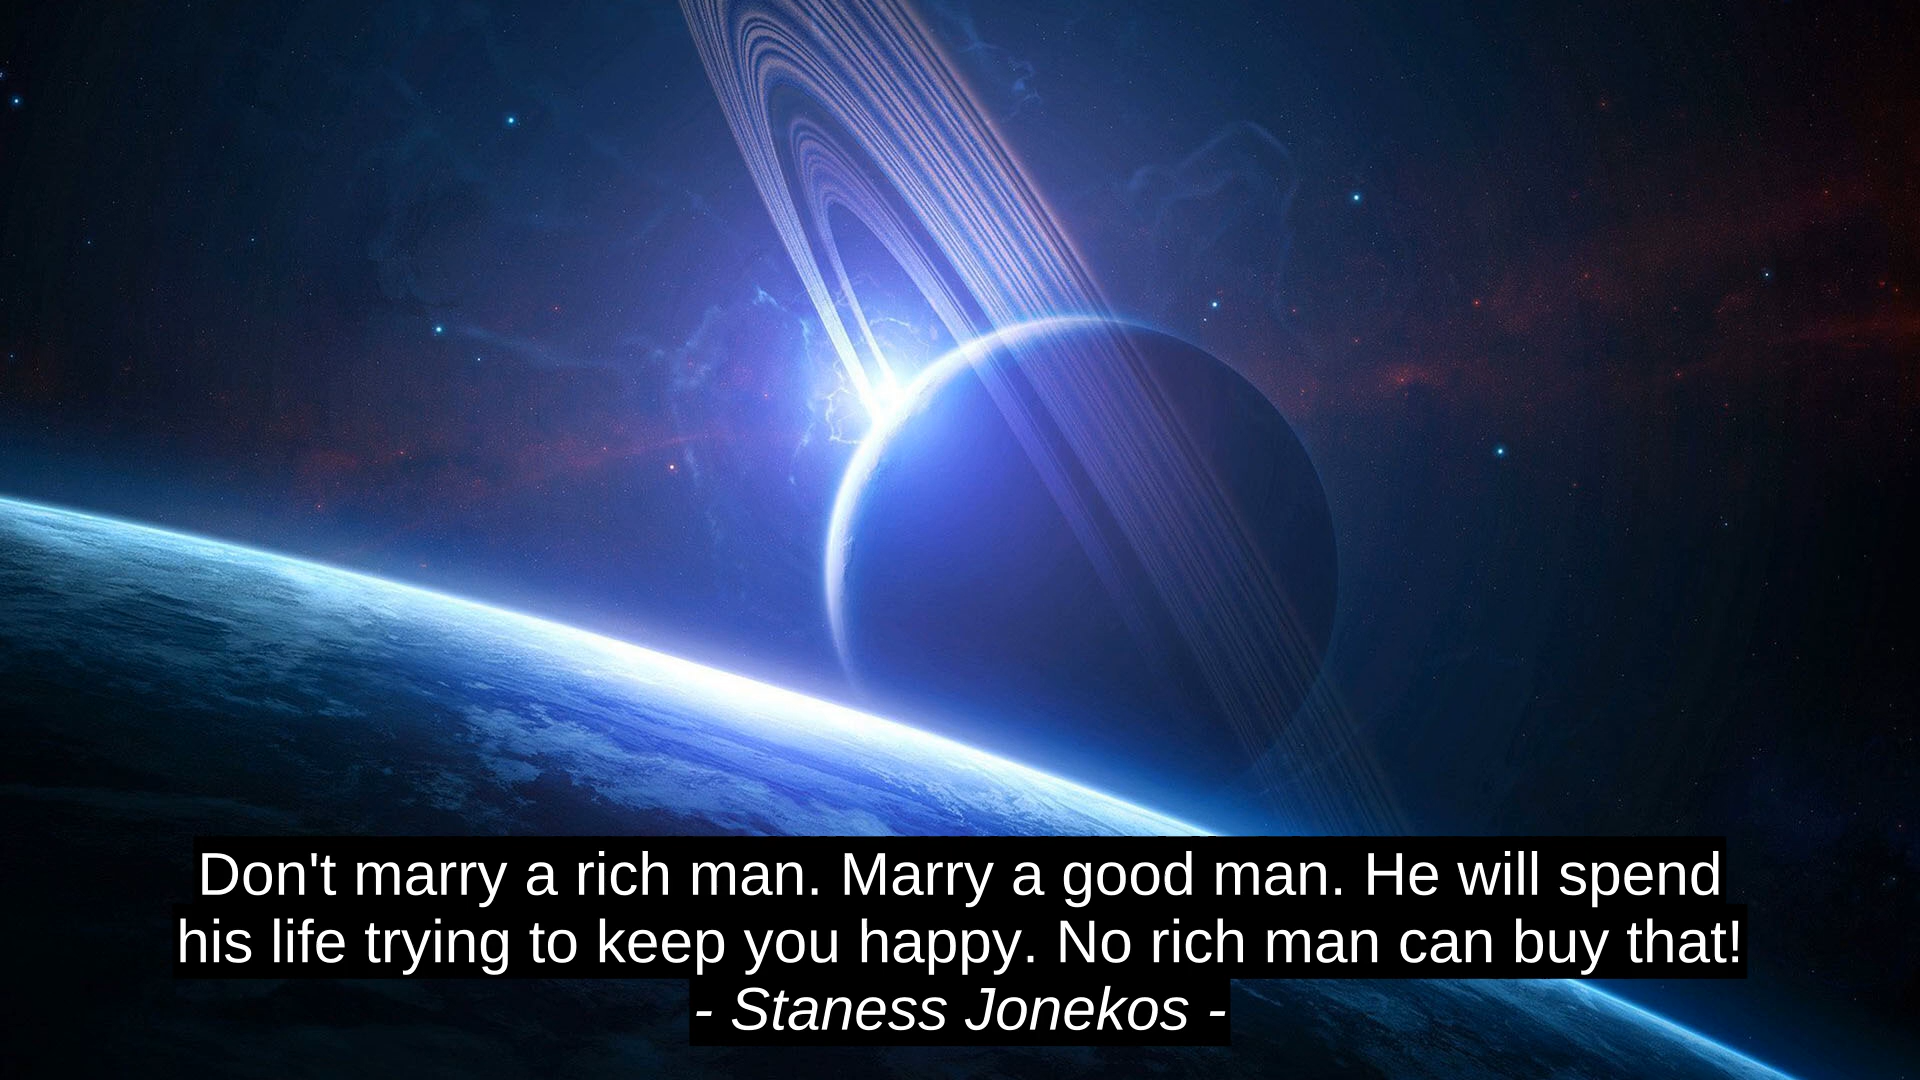 Don't marry a rich man. Marry a good man. He will spend
his life trying to keep you happy. No rich man can buy that!
- Staness Jonekos -